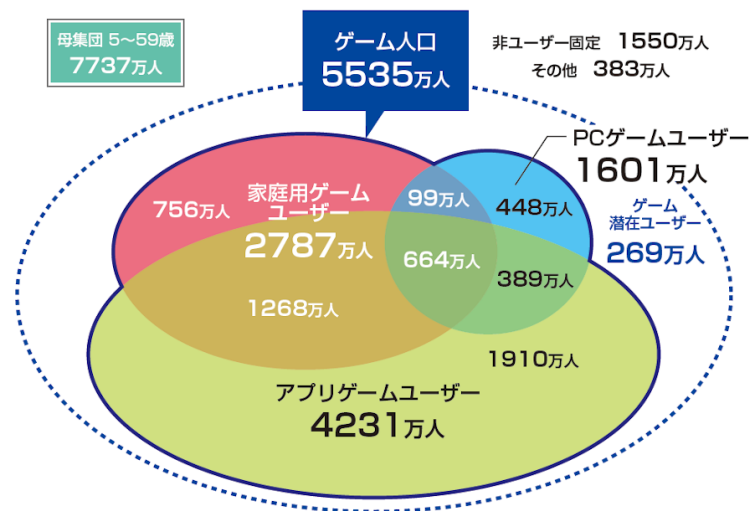 母集団 5〜59歳
7737万人
ゲーム人口
5535万人
非ユーザー固定 1550万人
その他 383万人
PCゲームユーザー
1601万人
ゲーム
潜在ユーザー
269万人
家庭用ゲーム
ユーザー
2787万人
756万人
99万人
448万人
664万人
389万人
1268万人
1910万人
アプリゲームユーザー
4231万人